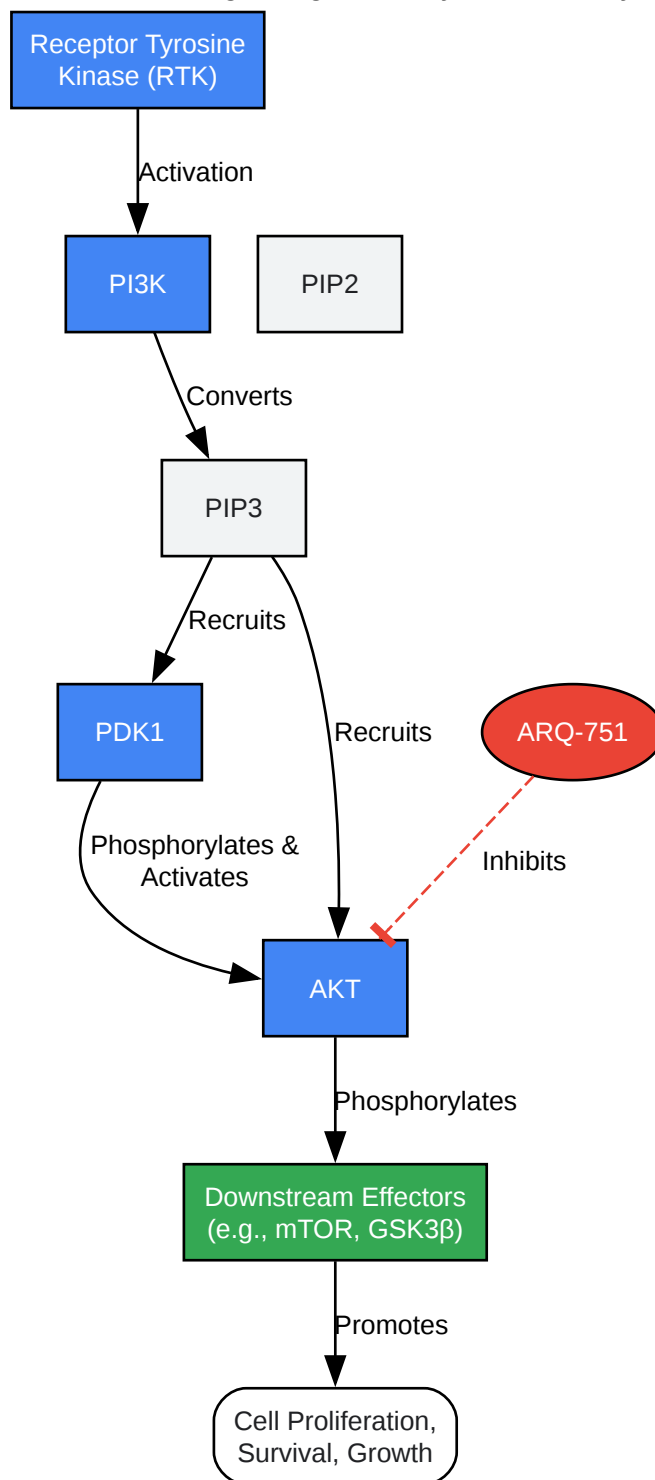 Receptor Tyrosine
Kinase (RTK)
Activation
PI3K
PIP2
Converts
PIP3
Recruits
Recruits
PDK1
ARQ-751
Phosphorylates &
Activates
Inhibits
AKT
Phosphorylates
Downstream Effectors
(e.g., mTOR, GSK3β)
Promotes
Cell Proliferation,
Survival, Growth